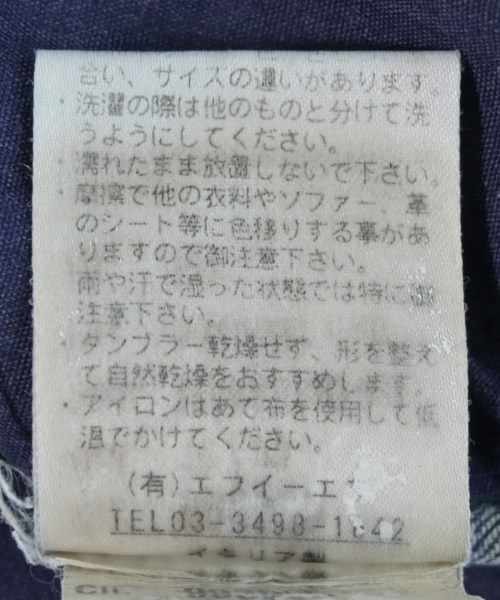 合い、サイズの違いがあります。
・洗濯の際は他のものと分けて洗
うようにしてください。
・濡れたまま放置しないで下さい。
・摩擦で他の衣料やソファー、革
のシート等に色移りする事があ
りますので御注意下さい。
雨や汗で湿った状態では特に御
注意下さい。
・タンブラー乾燥せず、形を整え
て自然乾燥をおすすめします。
・アイロンはあて布を使用して低
温でかけてください。
(有)エフイーエ
TEL03-3498-1642
イタリア製